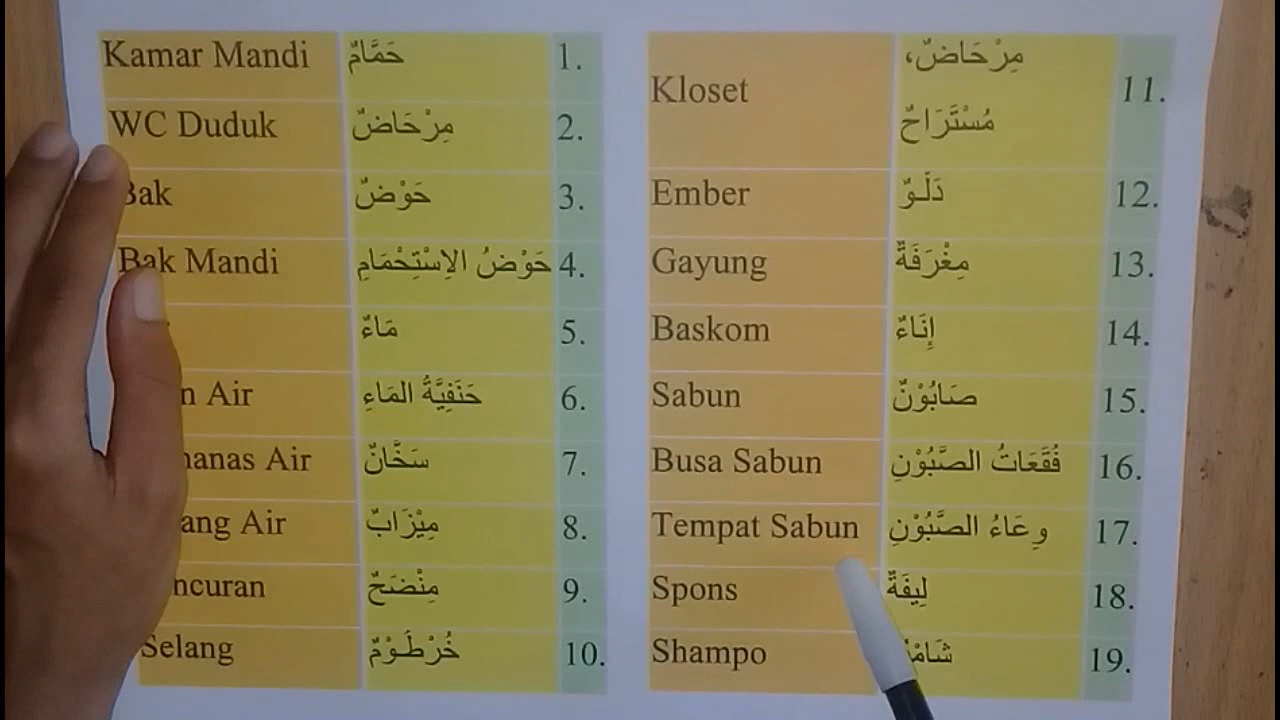 Kamar Mandi حَمَّامٌ 1.
WC Duduk مِرْحَاضٌ 2.
Bak حَوْضٌ 3.
Bak Mandi حَوْضُ الاِسْتِحْمَامِ 4.
مَاءٌ 5.
n Air حَنَفِيَّةُ المَاءِ 6.
nanas Air سَخَّانٌ 7.
ang Air مِيْزَابٌ 8.
ncuran مِنْضَحٌ 9.
Selang خُرْطَوْمٌ 10.
Kloset مِرْحَاضٌ، 11.
مُسْتَرَاحٌ
Ember دَلْوٌ 12.
Gayung مِغْرَفَةٌ 13.
Baskom إِنَاءٌ 14.
Sabun صَابُوْنٌ 15.
Busa Sabun فُقَعَاتُ الصَّبُوْنِ 16.
Tempat Sabun وِعَاءُ الصَّبُوْنِ 17.
Spons لِيفَةٌ 18.
Shampo 19.